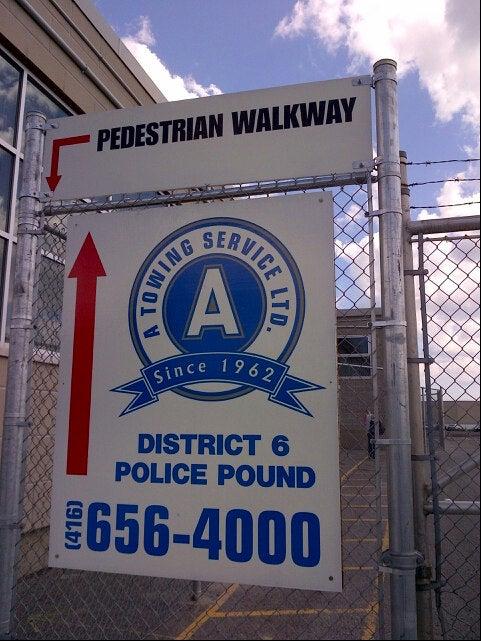 PEDESTRIAN WALKWAY
A TOWING SERVICE LTD.
A
Since 1962
DISTRICT 6
POLICE POUND
(416) 656-4000